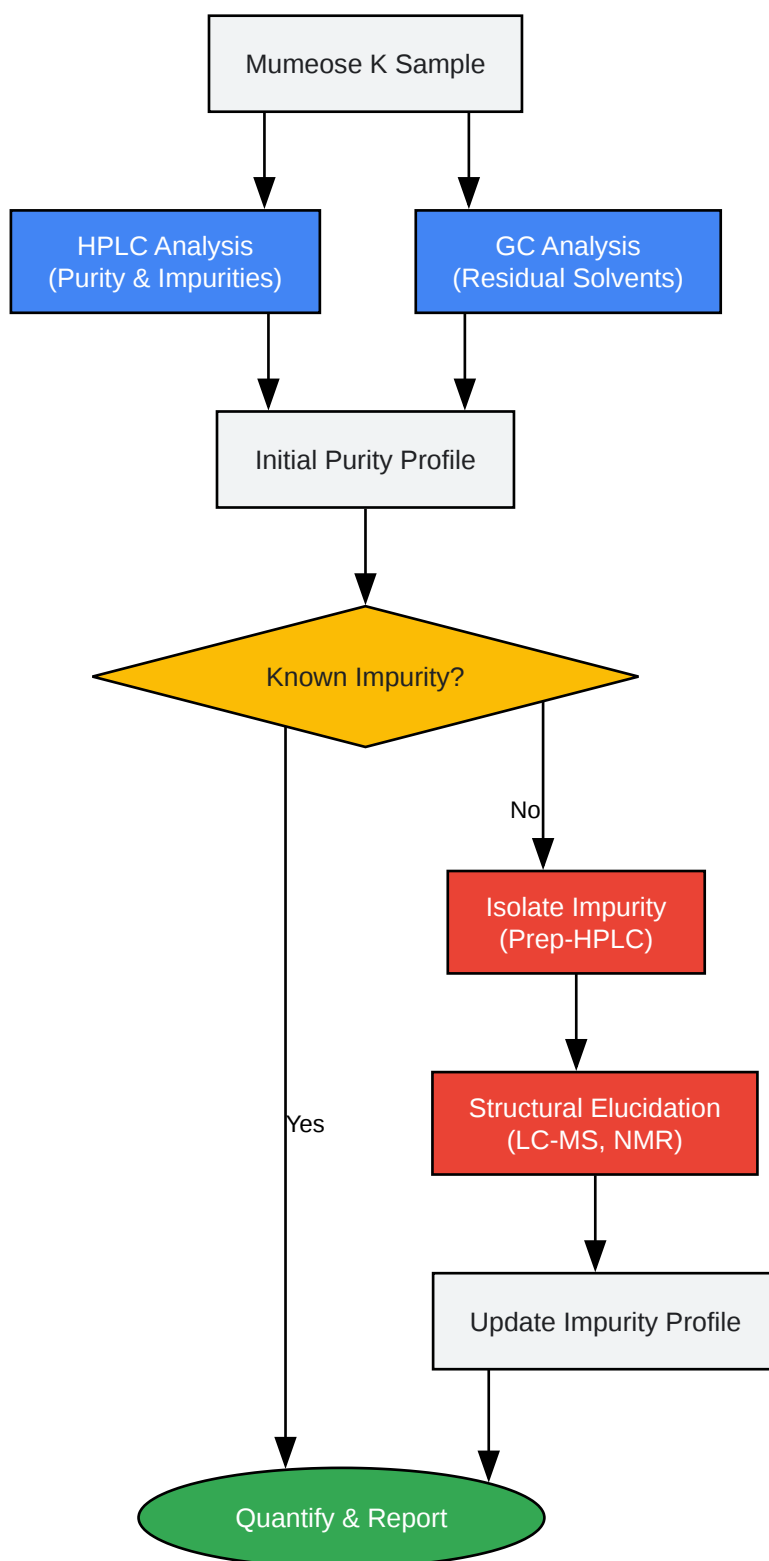 Mumeose K Sample
HPLC Analysis
(Purity & Impurities)
GC Analysis
(Residual Solvents)
Initial Purity Profile
Known Impurity?
No
Isolate Impurity
(Prep-HPLC)
Structural Elucidation
(LC-MS, NMR)
Yes
Update Impurity Profile
Quantify & Report